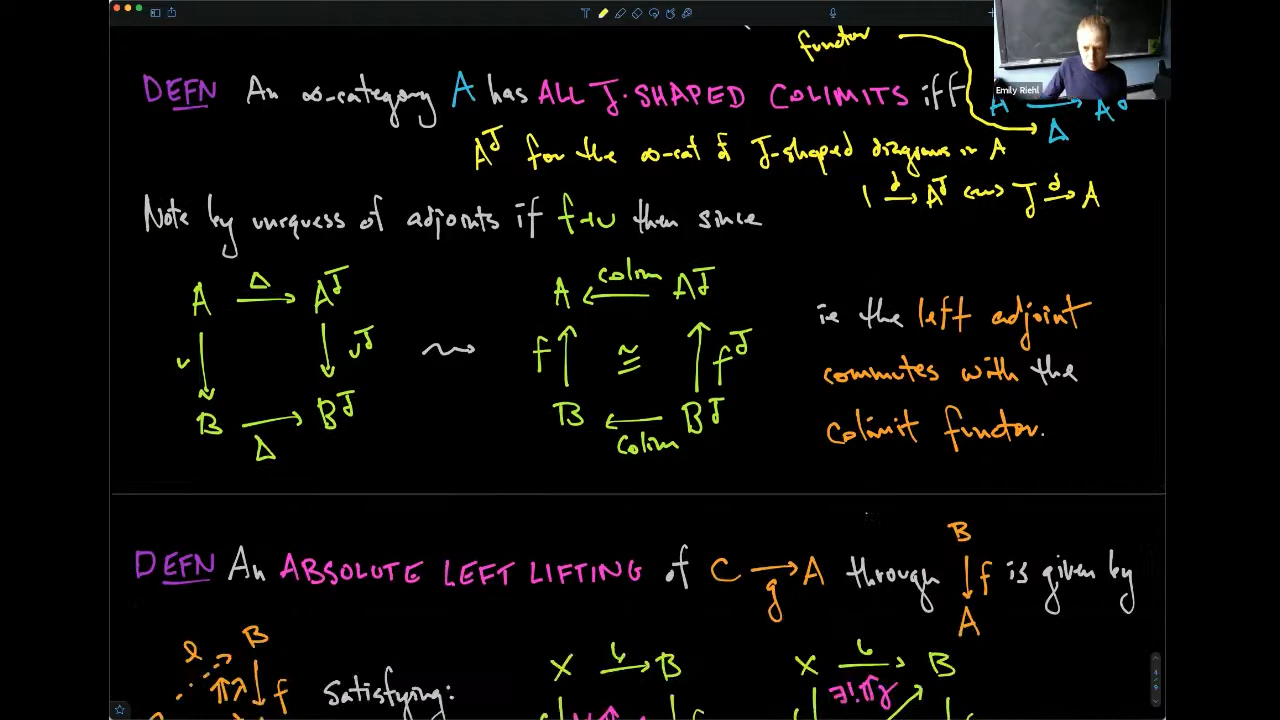 functor
DEFN An ∞-category A has ALL J-SHAPED COLIMITS iff A → A^J
Δ
A^J for the ∞-cat of J-shaped diagrams in A
1 →d A^J ↭ J →d A
Note by uniquess of adjoints if f ⊣ u then since
A →Δ A^J
u ↓ ↓ u^J
B →Δ B^J
⇝
A ←colim A^J
f ↑ ≅ ↑ f^J
B ←colim B^J
ie the left adjoint
commutes with the
colimit functor.
DEFN An ABSOLUTE LEFT LIFTING of C →g A through B ↓f A is given by
B
l ⇑λ ↓ f
satisfying:
X →b B
X →b B
∃!⇑γ
Emily Riehl